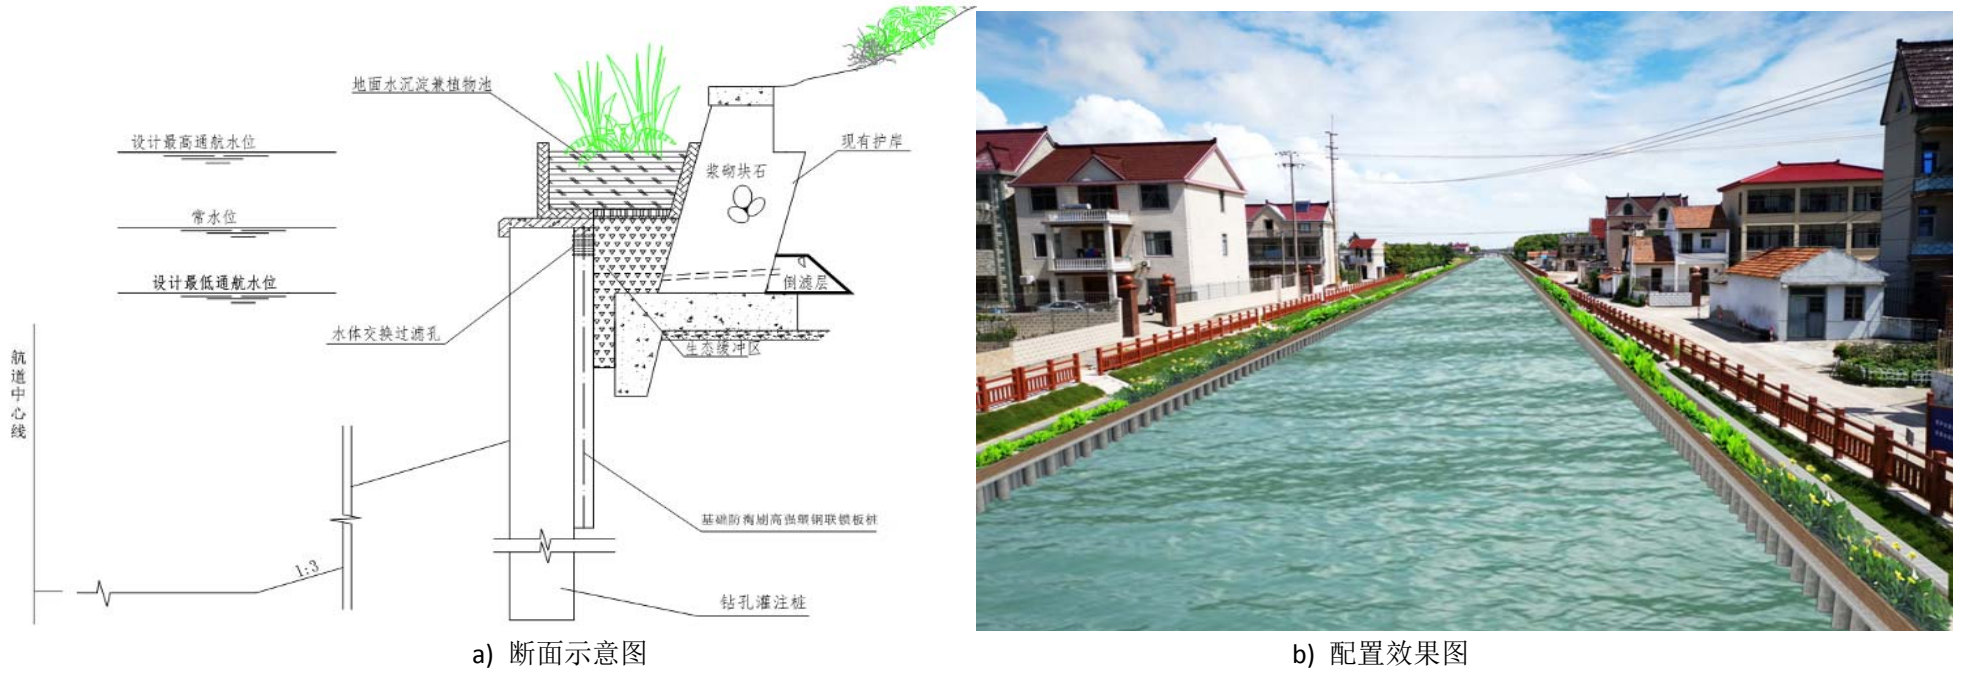 地面水沉淀兼植物池
设计最高通航水位
现有护岸
浆砌块石
常水位
设计最低通航水位
倒滤层
水体交换过滤孔
生态缓冲区
航道中心线
基础防淘刷高强塑钢联锁板桩
1:3
钻孔灌注桩
a) 断面示意图
b) 配置效果图